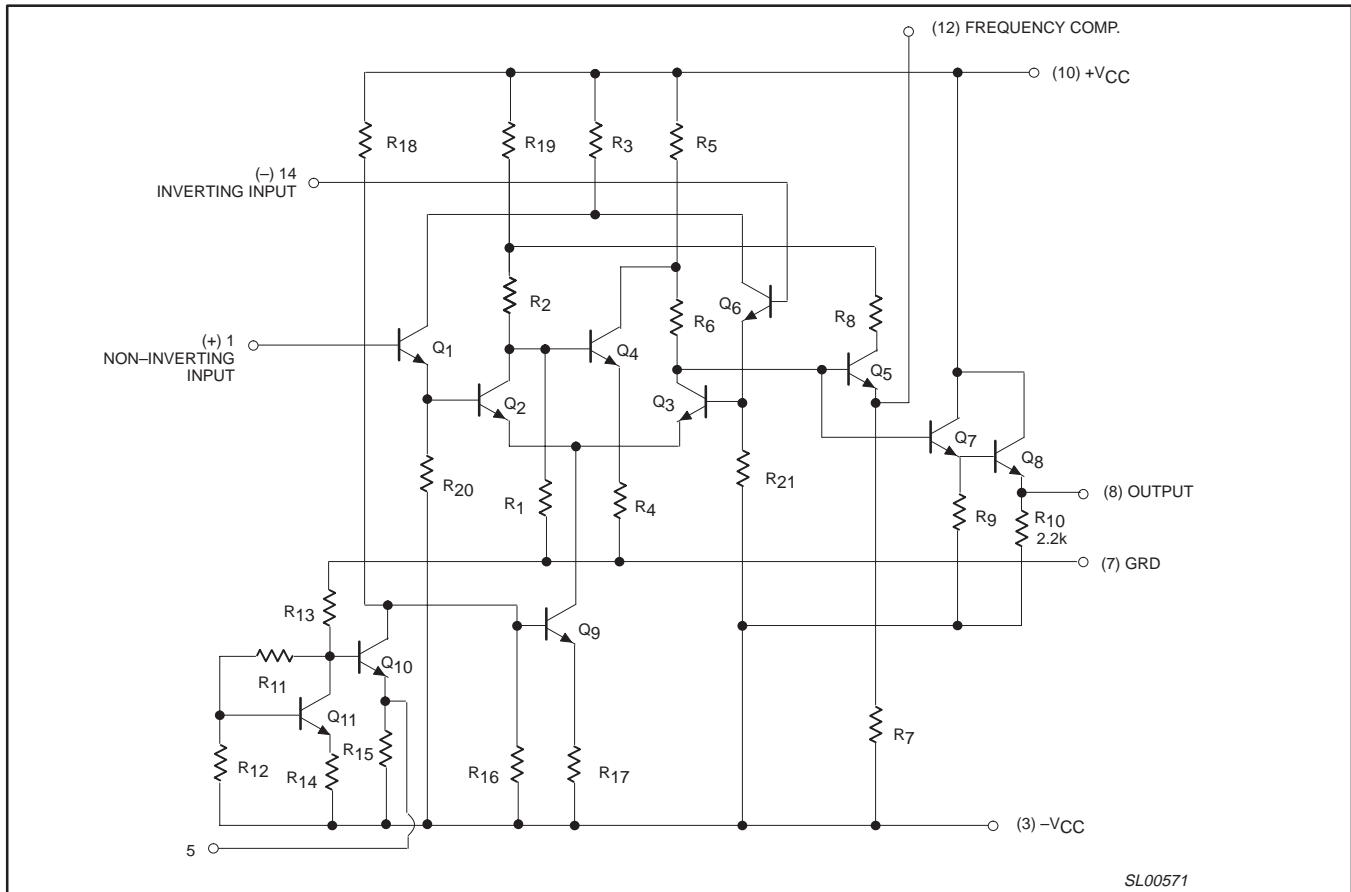 (12) FREQUENCY COMP.
(10) +VCC
R18
R19
R3
R5
(–) 14
INVERTING INPUT
R2
R6
Q6
R8
(+) 1
NON–INVERTING
INPUT
Q1
Q4
Q5
Q2
Q3
Q7
Q8
R20
R1
R4
R21
R9
(8) OUTPUT
R10
2.2k
(7) GRD
R13
Q9
Q10
R11
Q11
R12
R14
R15
R16
R17
R7
(3) –VCC
5
SL00571